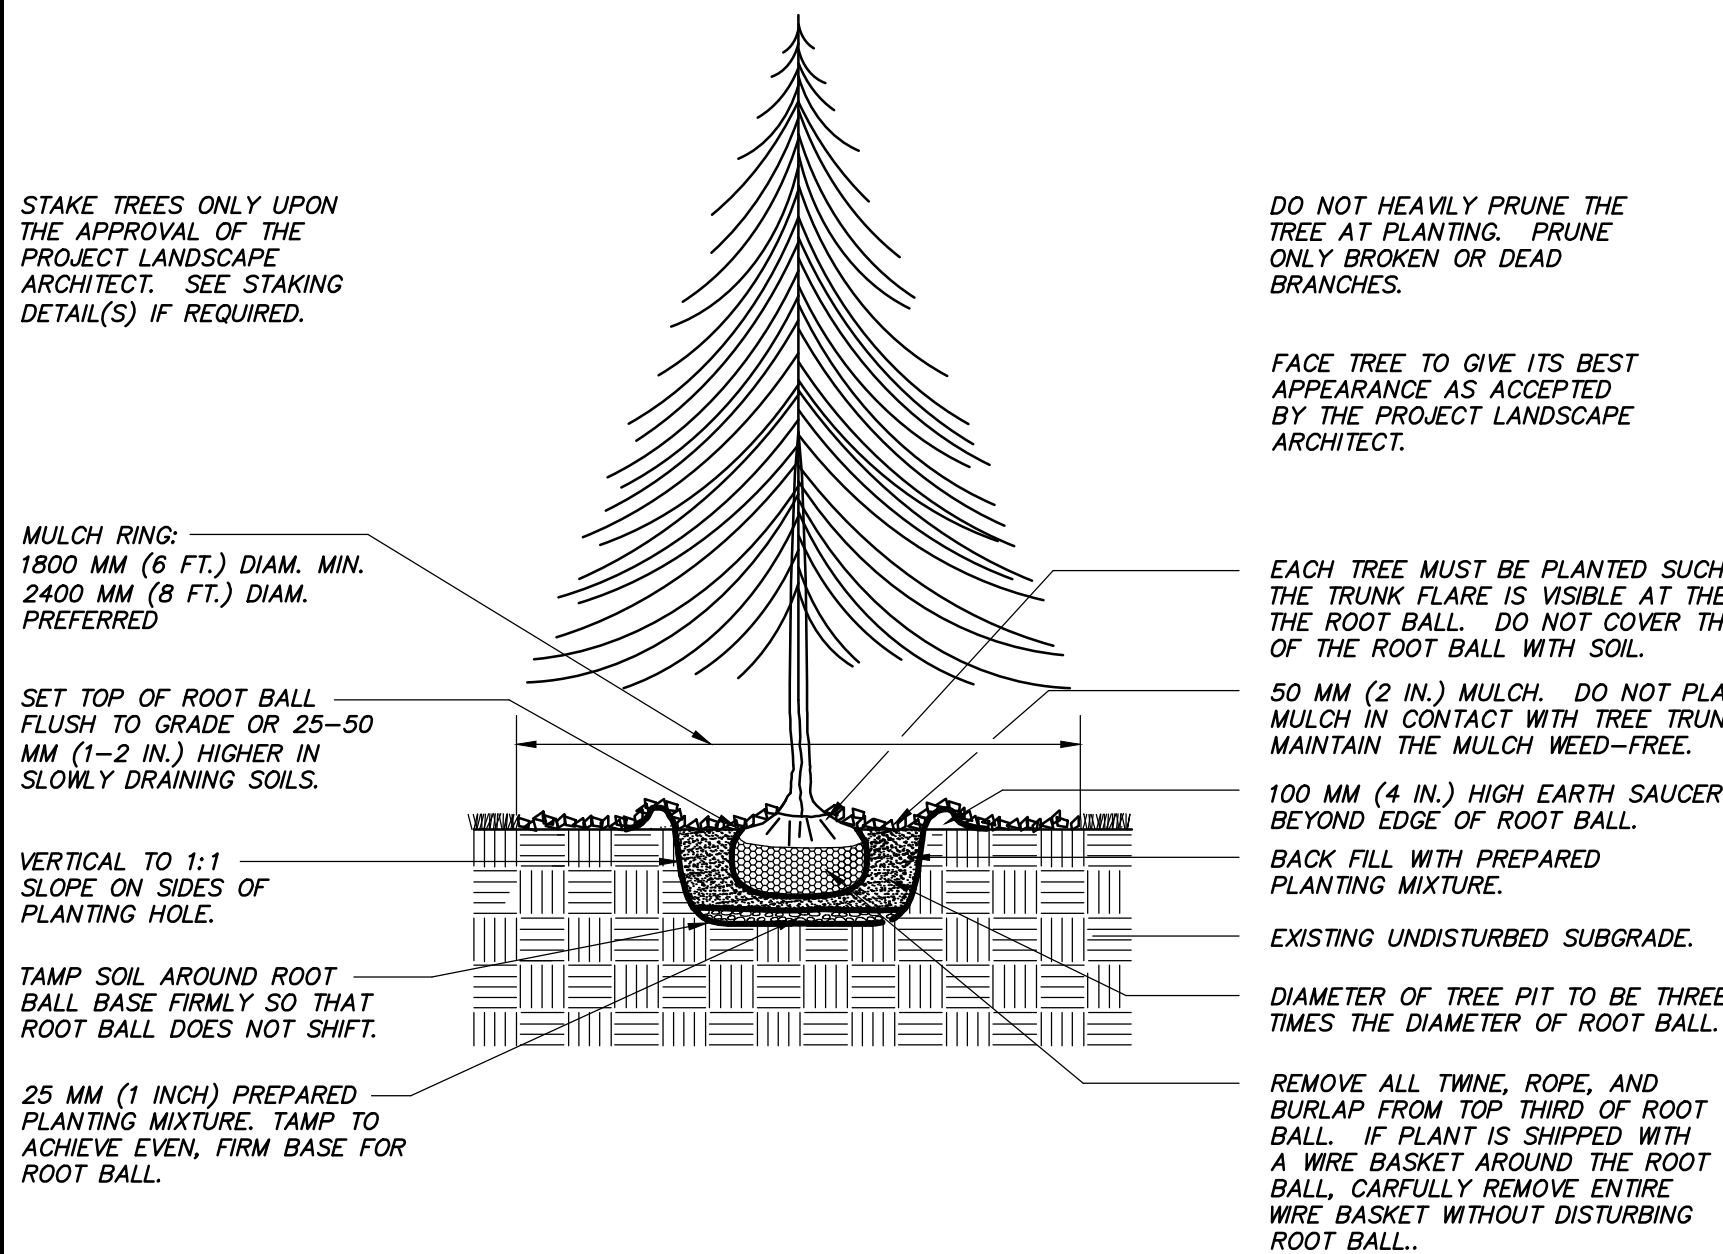 STAKE TREES ONLY UPON
THE APPROVAL OF THE
PROJECT LANDSCAPE
ARCHITECT. SEE STAKING
DETAIL(S) IF REQUIRED.
MULCH RING:
1800 MM (6 FT.) DIAM. MIN.
2400 MM (8 FT.) DIAM.
PREFERRED
SET TOP OF ROOT BALL
FLUSH TO GRADE OR 25-50
MM (1-2 IN.) HIGHER IN
SLOWLY DRAINING SOILS.
VERTICAL TO 1:1
SLOPE ON SIDES OF
PLANTING HOLE.
TAMP SOIL AROUND ROOT
BALL BASE FIRMLY SO THAT
ROOT BALL DOES NOT SHIFT.
25 MM (1 INCH) PREPARED
PLANTING MIXTURE. TAMP TO
ACHIEVE EVEN, FIRM BASE FOR
ROOT BALL.
DO NOT HEAVILY PRUNE THE
TREE AT PLANTING. PRUNE
ONLY BROKEN OR DEAD
BRANCHES.
FACE TREE TO GIVE ITS BEST
APPEARANCE AS ACCEPTED
BY THE PROJECT LANDSCAPE
ARCHITECT.
EACH TREE MUST BE PLANTED SUCH
THE TRUNK FLARE IS VISIBLE AT THE
THE ROOT BALL. DO NOT COVER TH
OF THE ROOT BALL WITH SOIL.
50 MM (2 IN.) MULCH. DO NOT PLA
MULCH IN CONTACT WITH TREE TRUN
MAINTAIN THE MULCH WEED-FREE.
100 MM (4 IN.) HIGH EARTH SAUCER
BEYOND EDGE OF ROOT BALL.
BACK FILL WITH PREPARED
PLANTING MIXTURE.
EXISTING UNDISTURBED SUBGRADE.
DIAMETER OF TREE PIT TO BE THREE
TIMES THE DIAMETER OF ROOT BALL.
REMOVE ALL TWINE, ROPE, AND
BURLAP FROM TOP THIRD OF ROOT
BALL. IF PLANT IS SHIPPED WITH
A WIRE BASKET AROUND THE ROOT
BALL, CARFULLY REMOVE ENTIRE
WIRE BASKET WITHOUT DISTURBING
ROOT BALL..